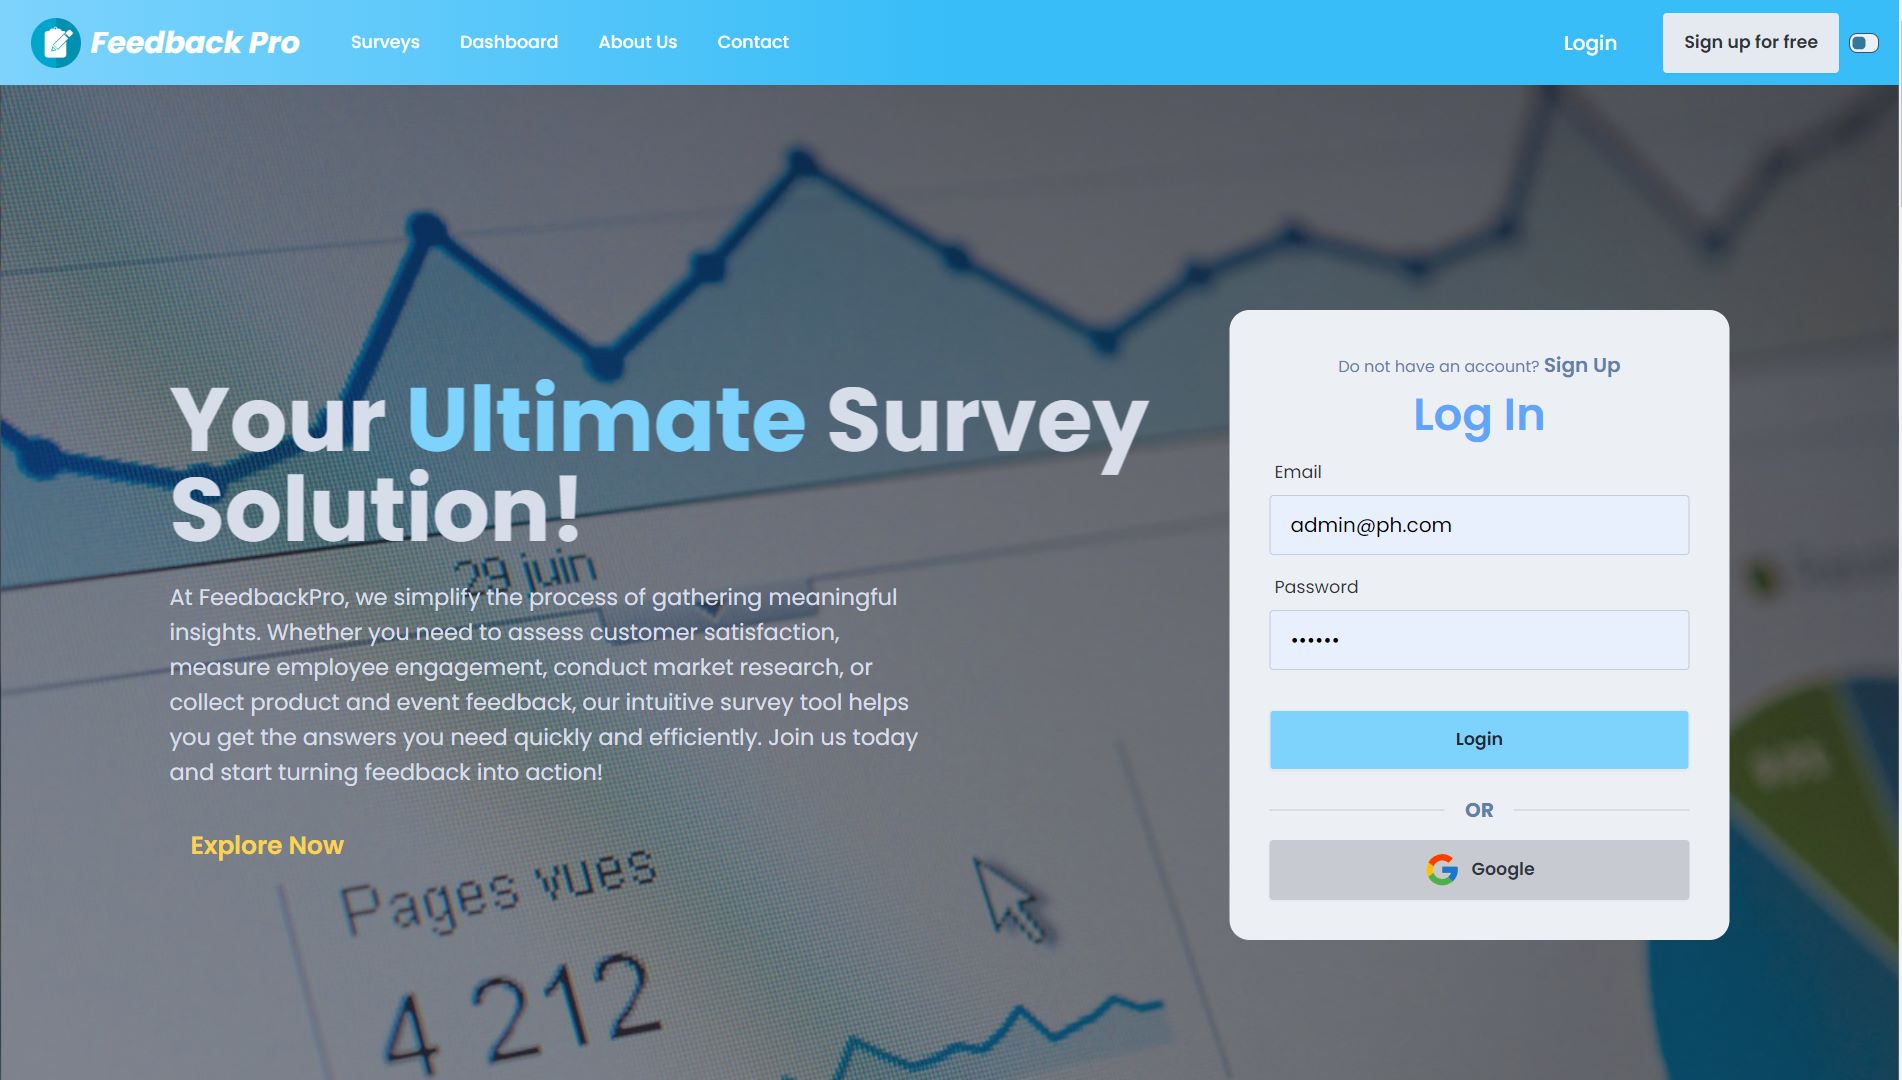 Feedback Pro
Surveys
Dashboard
About Us
Contact
Login
Sign up for free
Your Ultimate Survey
Solution!
29 juin
At FeedbackPro, we simplify the process of gathering meaningful
insights. Whether you need to assess customer satisfaction,
measure employee engagement, conduct market research, or
collect product and event feedback, our intuitive survey tool helps
you get the answers you need quickly and efficiently. Join us today
and start turning feedback into action!
Explore Now
Pages vues
4 212
Do not have an account? Sign Up
Log In
Email
admin@ph.com
Password
••••••
Login
OR
Google